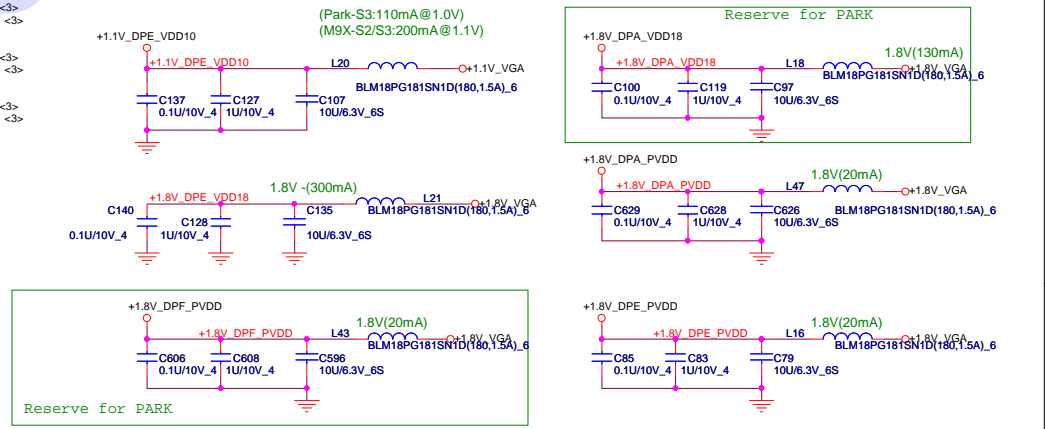 <3>
<3>
<3>
<3>
<3>
<3>
(Park-S3:110mA@1.0V)
(M9X-S2/S3:200mA@1.1V)
+1.1V_DPE_VDD10
+1.1V_DPE_VDD10
L20
+1.1V_VGA
BLM18PG181SN1D(180,1.5A)_6
C137
0.1U/10V_4
C127
1U/10V_4
C107
10U/6.3V_6S
Reserve for PARK
+1.8V_DPA_VDD18
+1.8V_DPA_VDD18
L18
1.8V(130mA)
+1.8V_VGA
BLM18PG181SN1D(180,1.5A)_6
C100
0.1U/10V_4
C119
1U/10V_4
C97
10U/6.3V_6S
1.8V -(300mA)
+1.8V_DPE_VDD18
L21
+1.8V_VGA
BLM18PG181SN1D(180,1.5A)_6
C140
0.1U/10V_4
C128
1U/10V_4
C135
10U/6.3V_6S
+1.8V_DPA_PVDD
+1.8V_DPA_PVDD
L47
1.8V(20mA)
+1.8V_VGA
BLM18PG181SN1D(180,1.5A)_6
C629
0.1U/10V_4
C628
1U/10V_4
C626
10U/6.3V_6S
+1.8V_DPF_PVDD
+1.8V_DPF_PVDD
L43
1.8V(20mA)
+1.8V_VGA
BLM18PG181SN1D(180,1.5A)_6
C606
0.1U/10V_4
C608
1U/10V_4
C596
10U/6.3V_6S
Reserve for PARK
+1.8V_DPE_PVDD
+1.8V_DPE_PVDD
L16
1.8V(20mA)
+1.8V_VGA
BLM18PG181SN1D(180,1.5A)_6
C85
0.1U/10V_4
C83
1U/10V_4
C79
10U/6.3V_6S